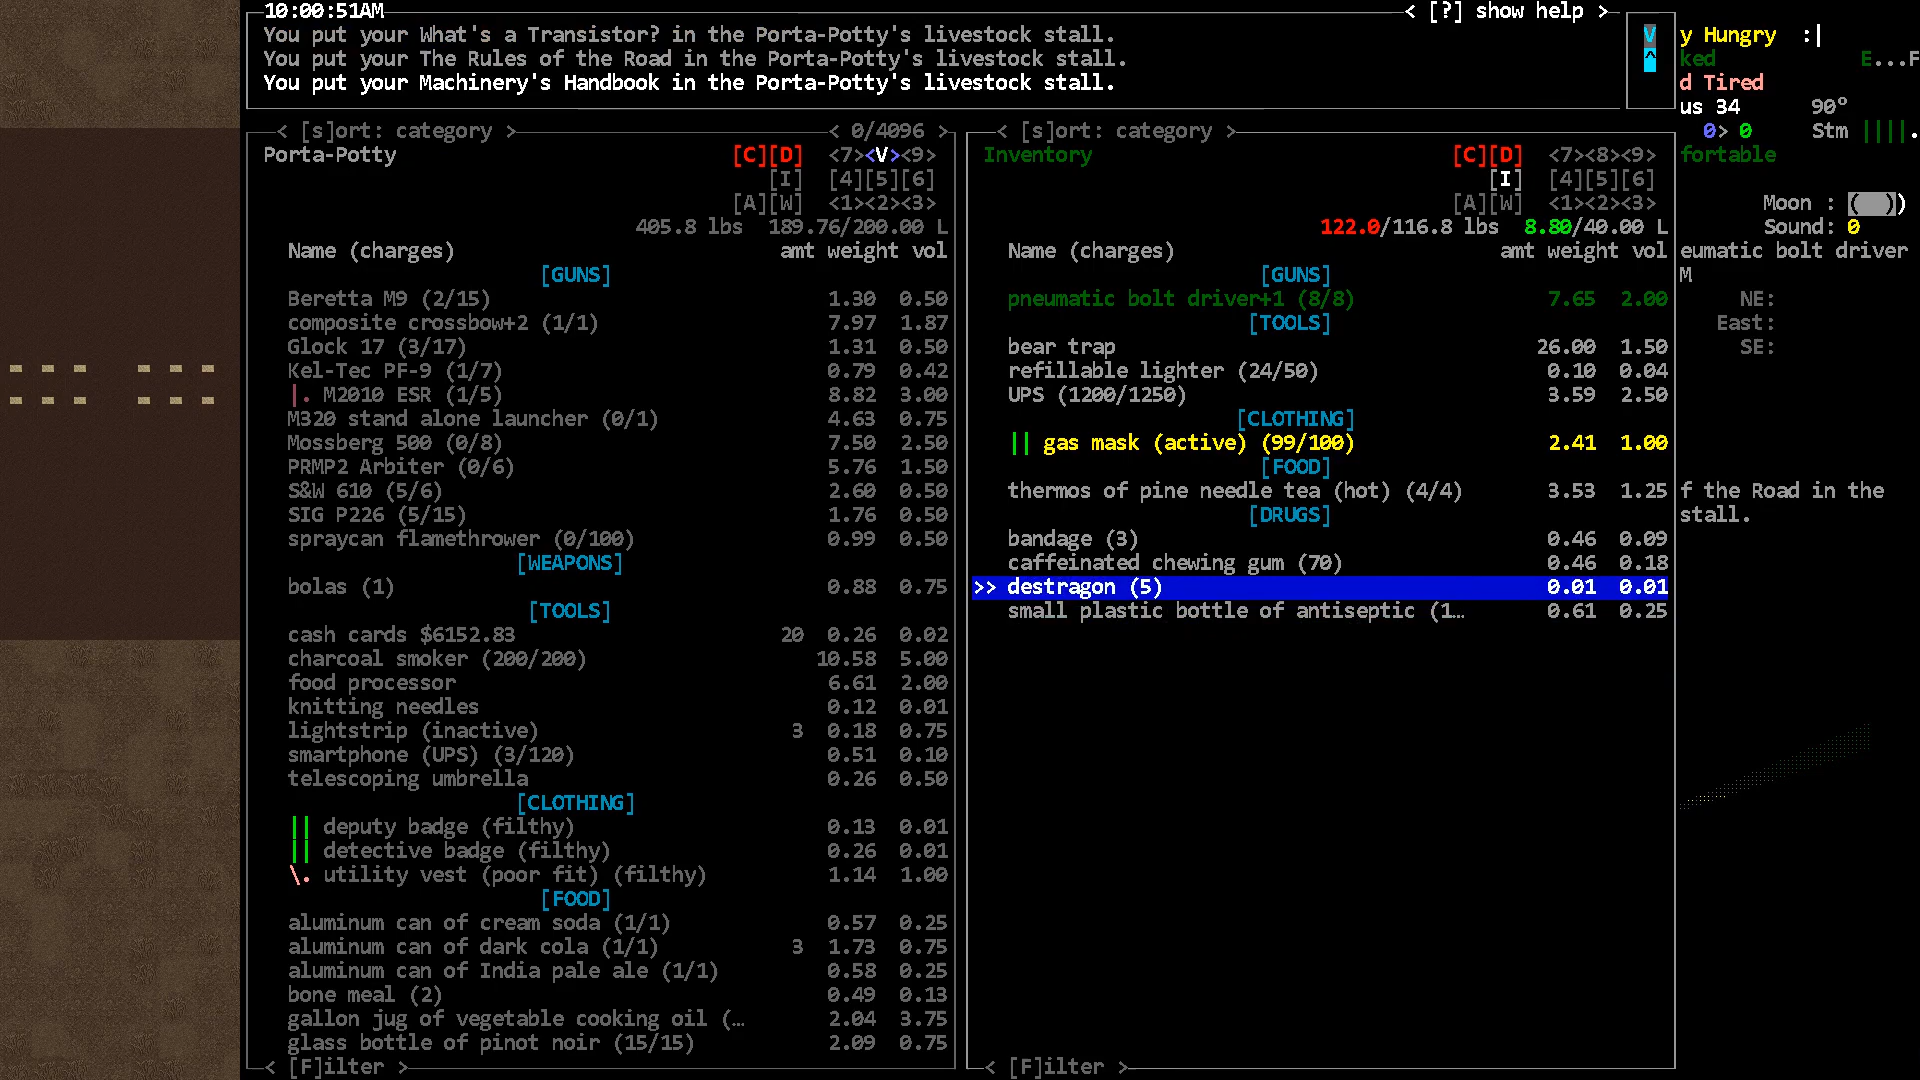 10:00:51AM < [?] show help >
You put your What's a Transistor? in the Porta-Potty's livestock stall.
You put your The Rules of the Road in the Porta-Potty's livestock stall.
You put your Machinery's Handbook in the Porta-Potty's livestock stall.
V
^
y Hungry :|
ked E...F
d Tired
us 34 90°
0> 0 Stm ||||.
fortable
Moon : (   ))
Sound: 0
eumatic bolt driver
M
NE:
East:
SE:
f the Road in the
stall.
< [s]ort: category > < 0/4096 >
Porta-Potty [C][D] <7><V><9>
[I] [4][5][6]
[A][W] <1><2><3>
405.8 lbs 189.76/200.00 L
Name (charges) amt weight vol
[GUNS]
Beretta M9 (2/15) 1.30 0.50
composite crossbow+2 (1/1) 7.97 1.87
Glock 17 (3/17) 1.31 0.50
Kel-Tec PF-9 (1/7) 0.79 0.42
|. M2010 ESR (1/5) 8.82 3.00
M320 stand alone launcher (0/1) 4.63 0.75
Mossberg 500 (0/8) 7.50 2.50
PRMP2 Arbiter (0/6) 5.76 1.50
S&W 610 (5/6) 2.60 0.50
SIG P226 (5/15) 1.76 0.50
spraycan flamethrower (0/100) 0.99 0.50
[WEAPONS]
bolas (1) 0.88 0.75
[TOOLS]
cash cards $6152.83 20 0.26 0.02
charcoal smoker (200/200) 10.58 5.00
food processor 6.61 2.00
knitting needles 0.12 0.01
lightstrip (inactive) 3 0.18 0.75
smartphone (UPS) (3/120) 0.51 0.10
telescoping umbrella 0.26 0.50
[CLOTHING]
|| deputy badge (filthy) 0.13 0.01
|| detective badge (filthy) 0.26 0.01
\. utility vest (poor fit) (filthy) 1.14 1.00
[FOOD]
aluminum can of cream soda (1/1) 0.57 0.25
aluminum can of dark cola (1/1) 3 1.73 0.75
aluminum can of India pale ale (1/1) 0.58 0.25
bone meal (2) 0.49 0.13
gallon jug of vegetable cooking oil (… 2.04 3.75
glass bottle of pinot noir (15/15) 2.09 0.75
< [F]ilter >
< [s]ort: category >
Inventory [C][D] <7><8><9>
[I] [4][5][6]
[A][W] <1><2><3>
122.0/116.8 lbs 8.80/40.00 L
Name (charges) amt weight vol
[GUNS]
pneumatic bolt driver+1 (8/8) 7.65 2.00
[TOOLS]
bear trap 26.00 1.50
refillable lighter (24/50) 0.10 0.04
UPS (1200/1250) 3.59 2.50
[CLOTHING]
|| gas mask (active) (99/100) 2.41 1.00
[FOOD]
thermos of pine needle tea (hot) (4/4) 3.53 1.25
[DRUGS]
bandage (3) 0.46 0.09
caffeinated chewing gum (70) 0.46 0.18
>> destragon (5) 0.01 0.01
small plastic bottle of antiseptic (1… 0.61 0.25
< [F]ilter >